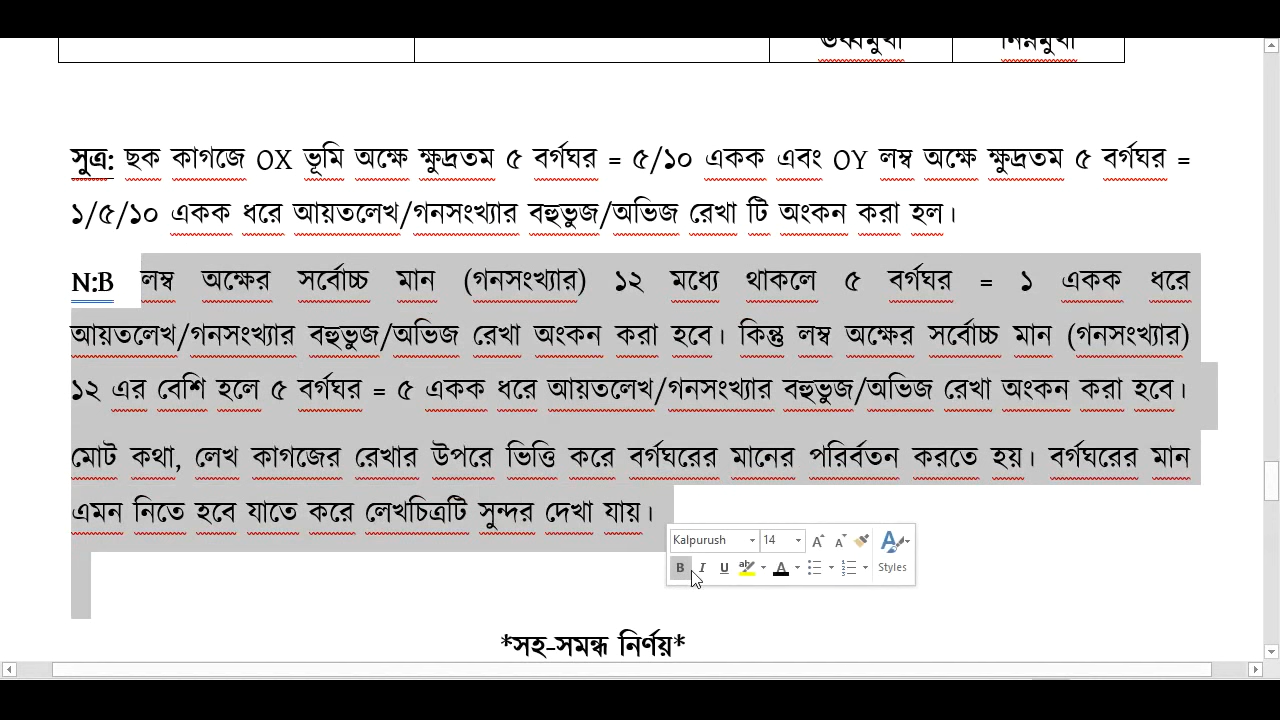 ঊর্ধ্বমুখী নিম্নমুখী
সুত্র: ছক কাগজে OX ভূমি অক্ষে ক্ষুদ্রতম ৫ বর্গঘর = ৫/১০ একক এবং OY লম্ব অক্ষে ক্ষুদ্রতম ৫ বর্গঘর =
১/৫/১০ একক ধরে আয়তলেখ/গনসংখ্যার বহুভুজ/অভিজ রেখা টি অংকন করা হল।
N:B লম্ব অক্ষের সর্বোচ্চ মান (গনসংখ্যার) ১২ মধ্যে থাকলে ৫ বর্গঘর = ১ একক ধরে
আয়তলেখ/গনসংখ্যার বহুভুজ/অভিজ রেখা অংকন করা হবে। কিন্তু লম্ব অক্ষের সর্বোচ্চ মান (গনসংখ্যার)
১২ এর বেশি হলে ৫ বর্গঘর = ৫ একক ধরে আয়তলেখ/গনসংখ্যার বহুভুজ/অভিজ রেখা অংকন করা হবে।
মোট কথা, লেখ কাগজের রেখার উপরে ভিত্তি করে বর্গঘরের মানের পরির্বতন করতে হয়। বর্গঘরের মান
এমন নিতে হবে যাতে করে লেখচিত্রটি সুন্দর দেখা যায়।
Kalpurush 14
B I U ab A Styles
*সহ-সমন্ধ নির্ণয়*